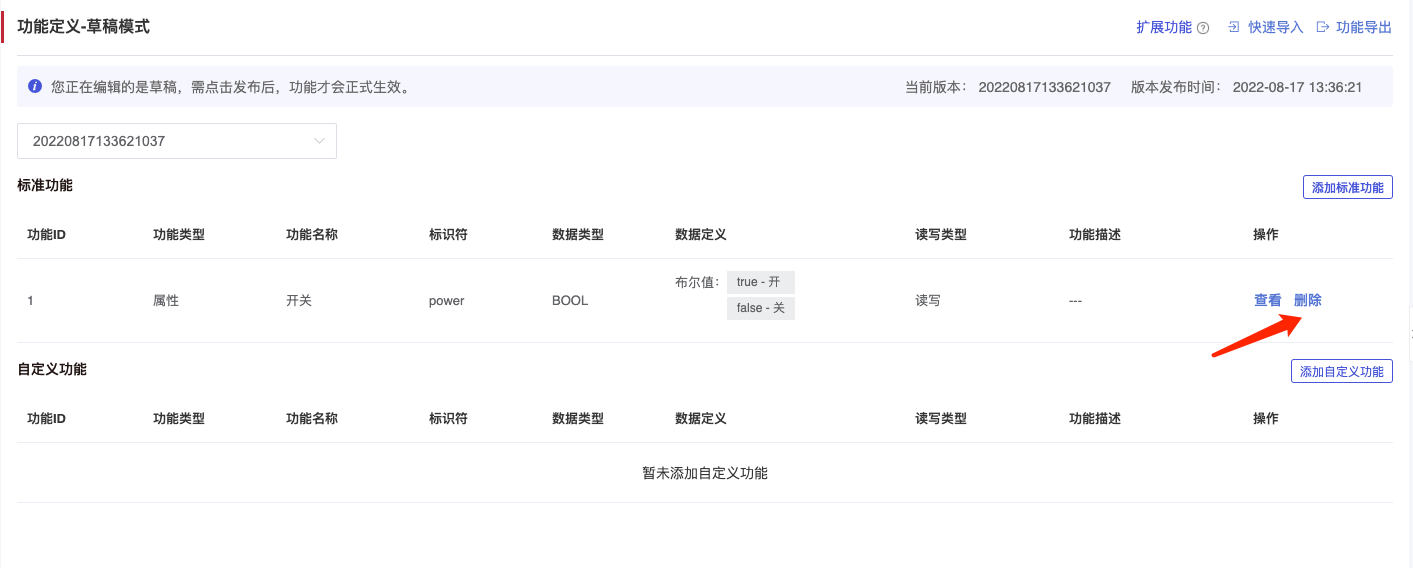 功能定义-草稿模式
扩展功能 快速导入 功能导出
您正在编辑的是草稿，需点击发布后，功能才会正式生效。 当前版本： 20220817133621037 版本发布时间： 2022-08-17 13:36:21
20220817133621037
标准功能 添加标准功能
功能ID 功能类型 功能名称 标识符 数据类型 数据定义 读写类型 功能描述 操作
1 属性 开关 power BOOL 布尔值： true - 开 读写 --- 查看 删除
false - 关
自定义功能 添加自定义功能
功能ID 功能类型 功能名称 标识符 数据类型 数据定义 读写类型 功能描述 操作
暂未添加自定义功能